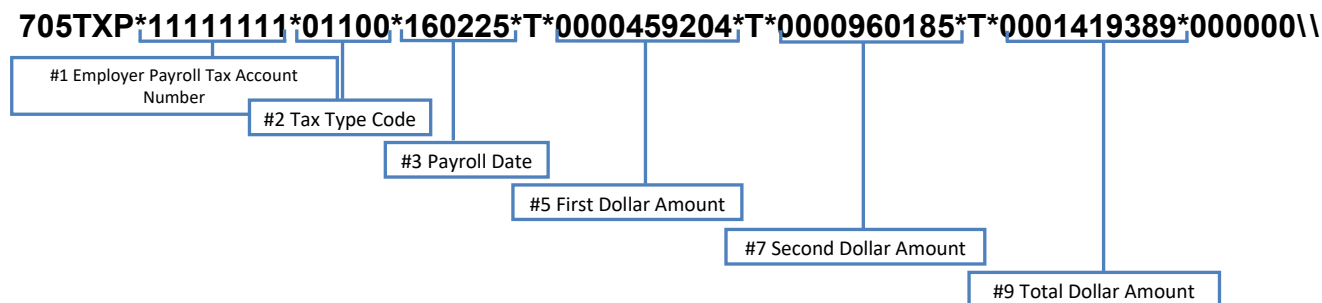 705TXP*11111111*01100*160225*T*0000459204*T*0000960185*T*0001419389*000000\\
#1 Employer Payroll Tax Account
Number
#2 Tax Type Code
#3 Payroll Date
#5 First Dollar Amount
#7 Second Dollar Amount
#9 Total Dollar Amount